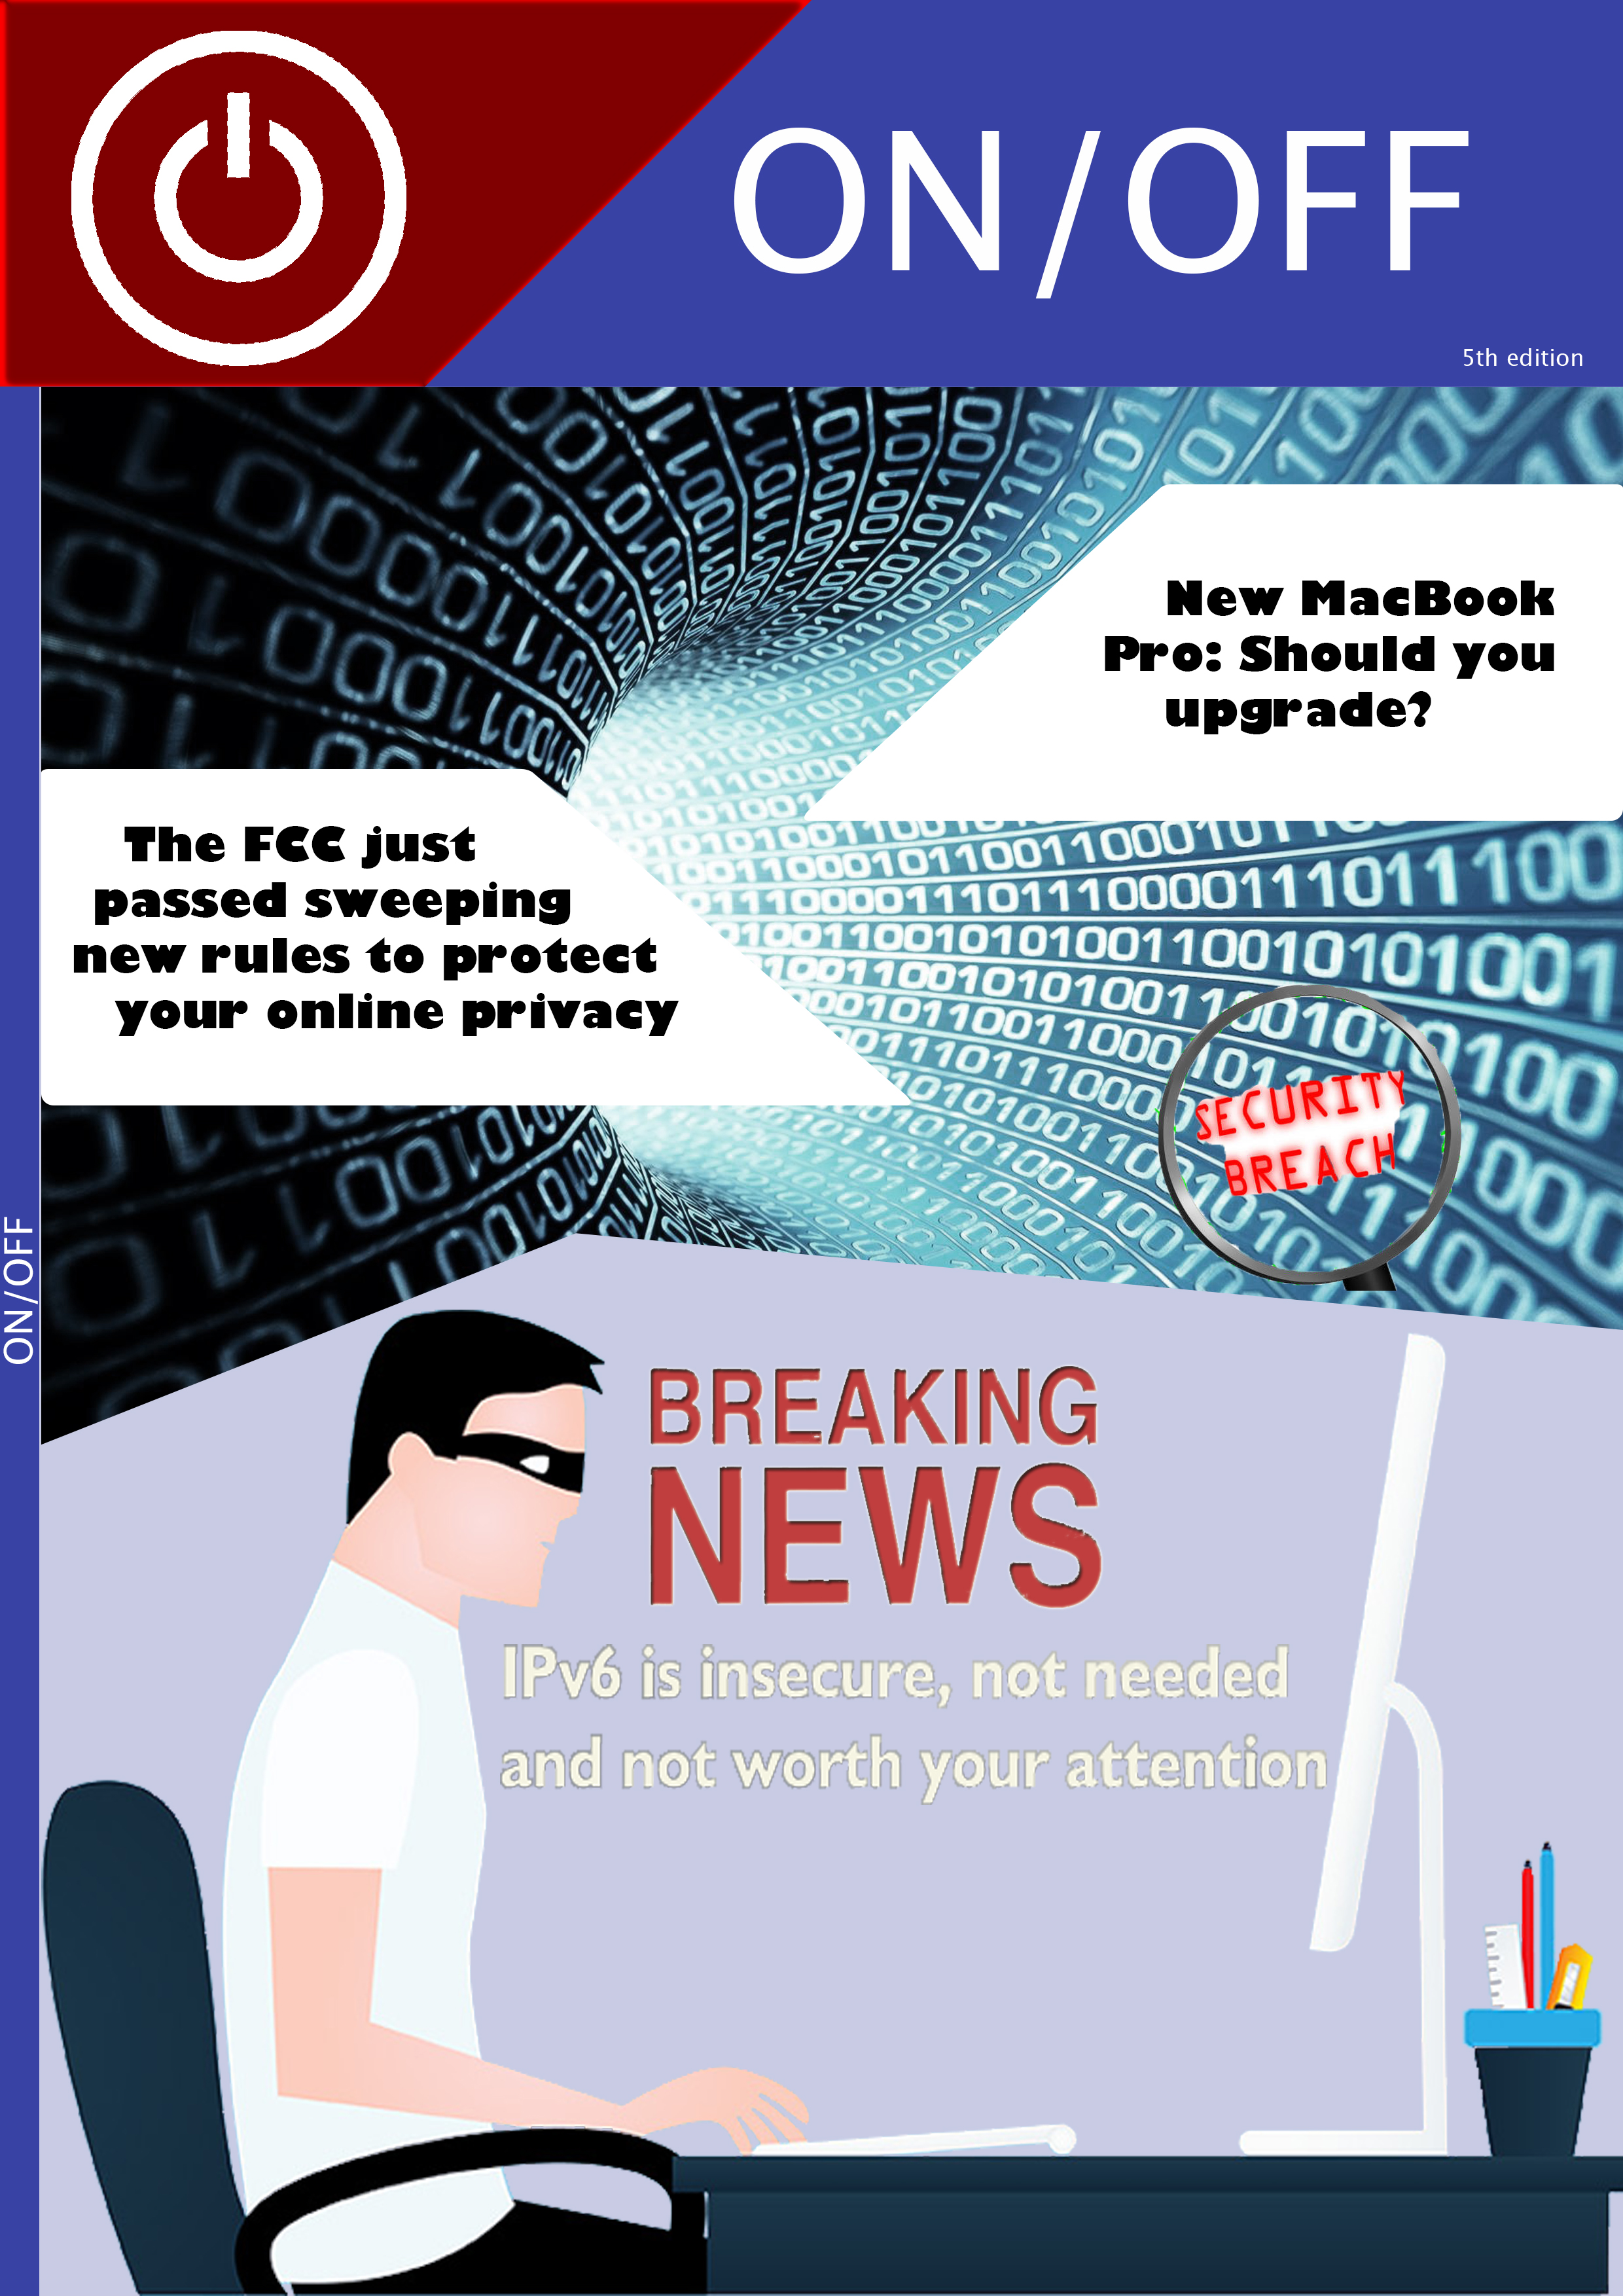 ON/OFF
5th edition
New MacBook
Pro: Should you
upgrade?
The FCC just
passed sweeping
new rules to protect
your online privacy
SECURITY
BREACH
ON/OFF
BREAKING
NEWS
IPv6 is insecure, not needed
and not worth your attention